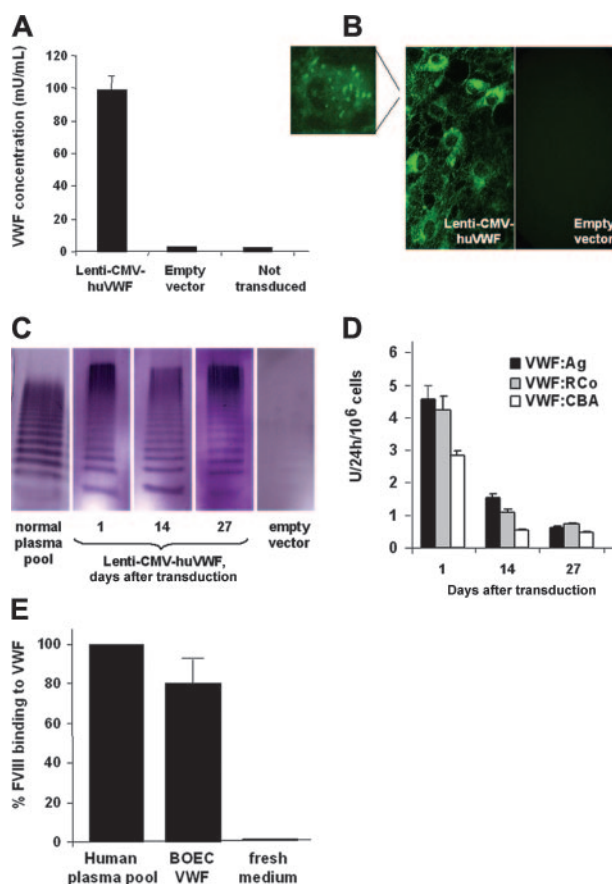 A
VWF concentration (mU/mL)
120
100
80
60
40
20
0
Lenti-CMV-
huVWF
Empty
vector
Not
transduced
B
Lenti-CMV-
huVWF
Empty
vector
C
normal
plasma
pool
1
14
27
empty
vector
Lenti-CMV-huVWF,
days after transduction
D
U/24h/10⁶ cells
6
5
4
3
2
1
0
VWF:Ag
VWF:RCo
VWF:CBA
1
14
27
Days after transduction
E
% FVIII binding to VWF
100
80
60
40
20
0
Human
plasma pool
BOEC
VWF
fresh
medium